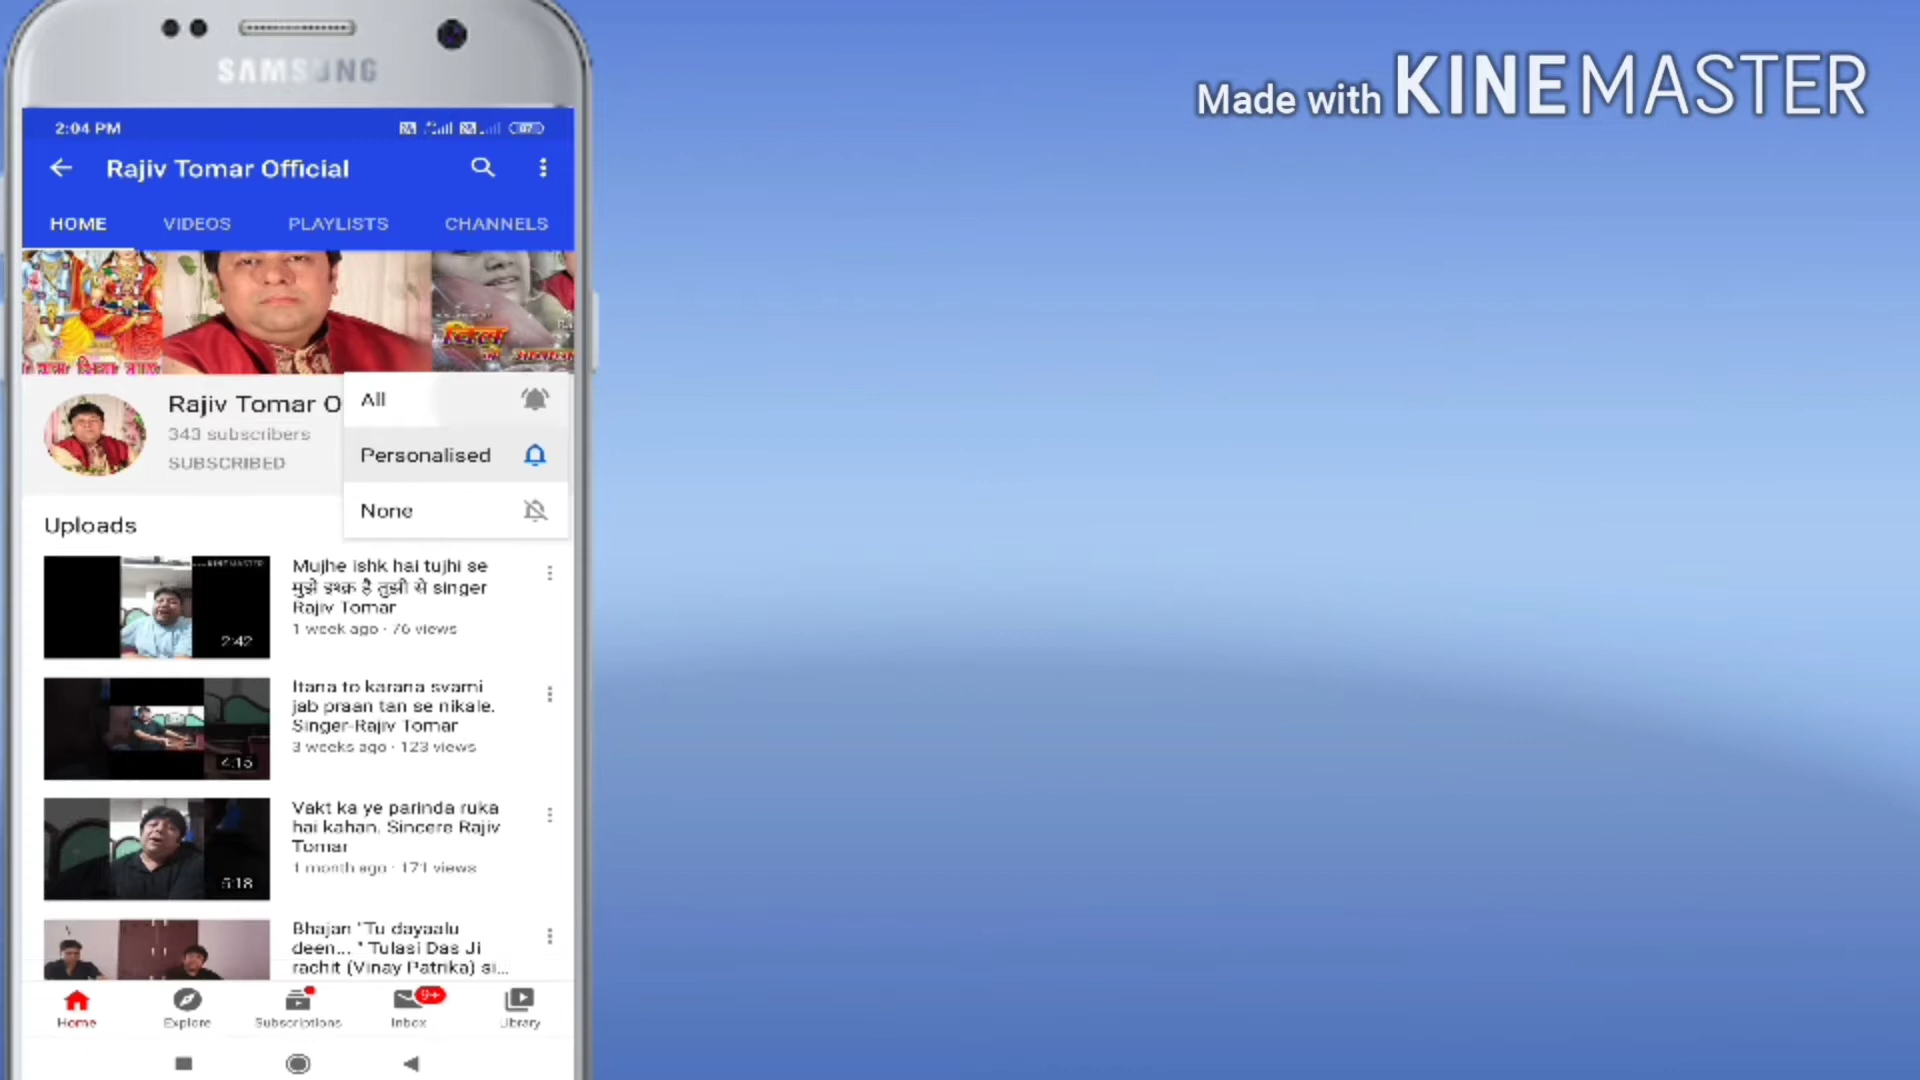 SAMSUNG
Made with KINEMASTER
2:04 PM
Rajiv Tomar Official
HOME VIDEOS PLAYLISTS CHANNELS
Rajiv Tomar O
343 subscribers
SUBSCRIBED
All
Personalised
None
Uploads
KINEMASTER
2:42
Mujhe ishk hai tujhi se
मुझे इश्क़ है तुझी से singer
Rajiv Tomar
1 week ago · 76 views
4:15
Itana to karana svami
jab praan tan se nikale.
Singer-Rajiv Tomar
3 weeks ago · 123 views
5:18
Vakt ka ye parinda ruka
hai kahan. Sincere Rajiv
Tomar
1 month ago · 171 views
Bhajan "Tu dayaalu
deen... " Tulasi Das Ji
rachit (Vinay Patrika) si...
9+
Home Explore Subscriptions Inbox Library